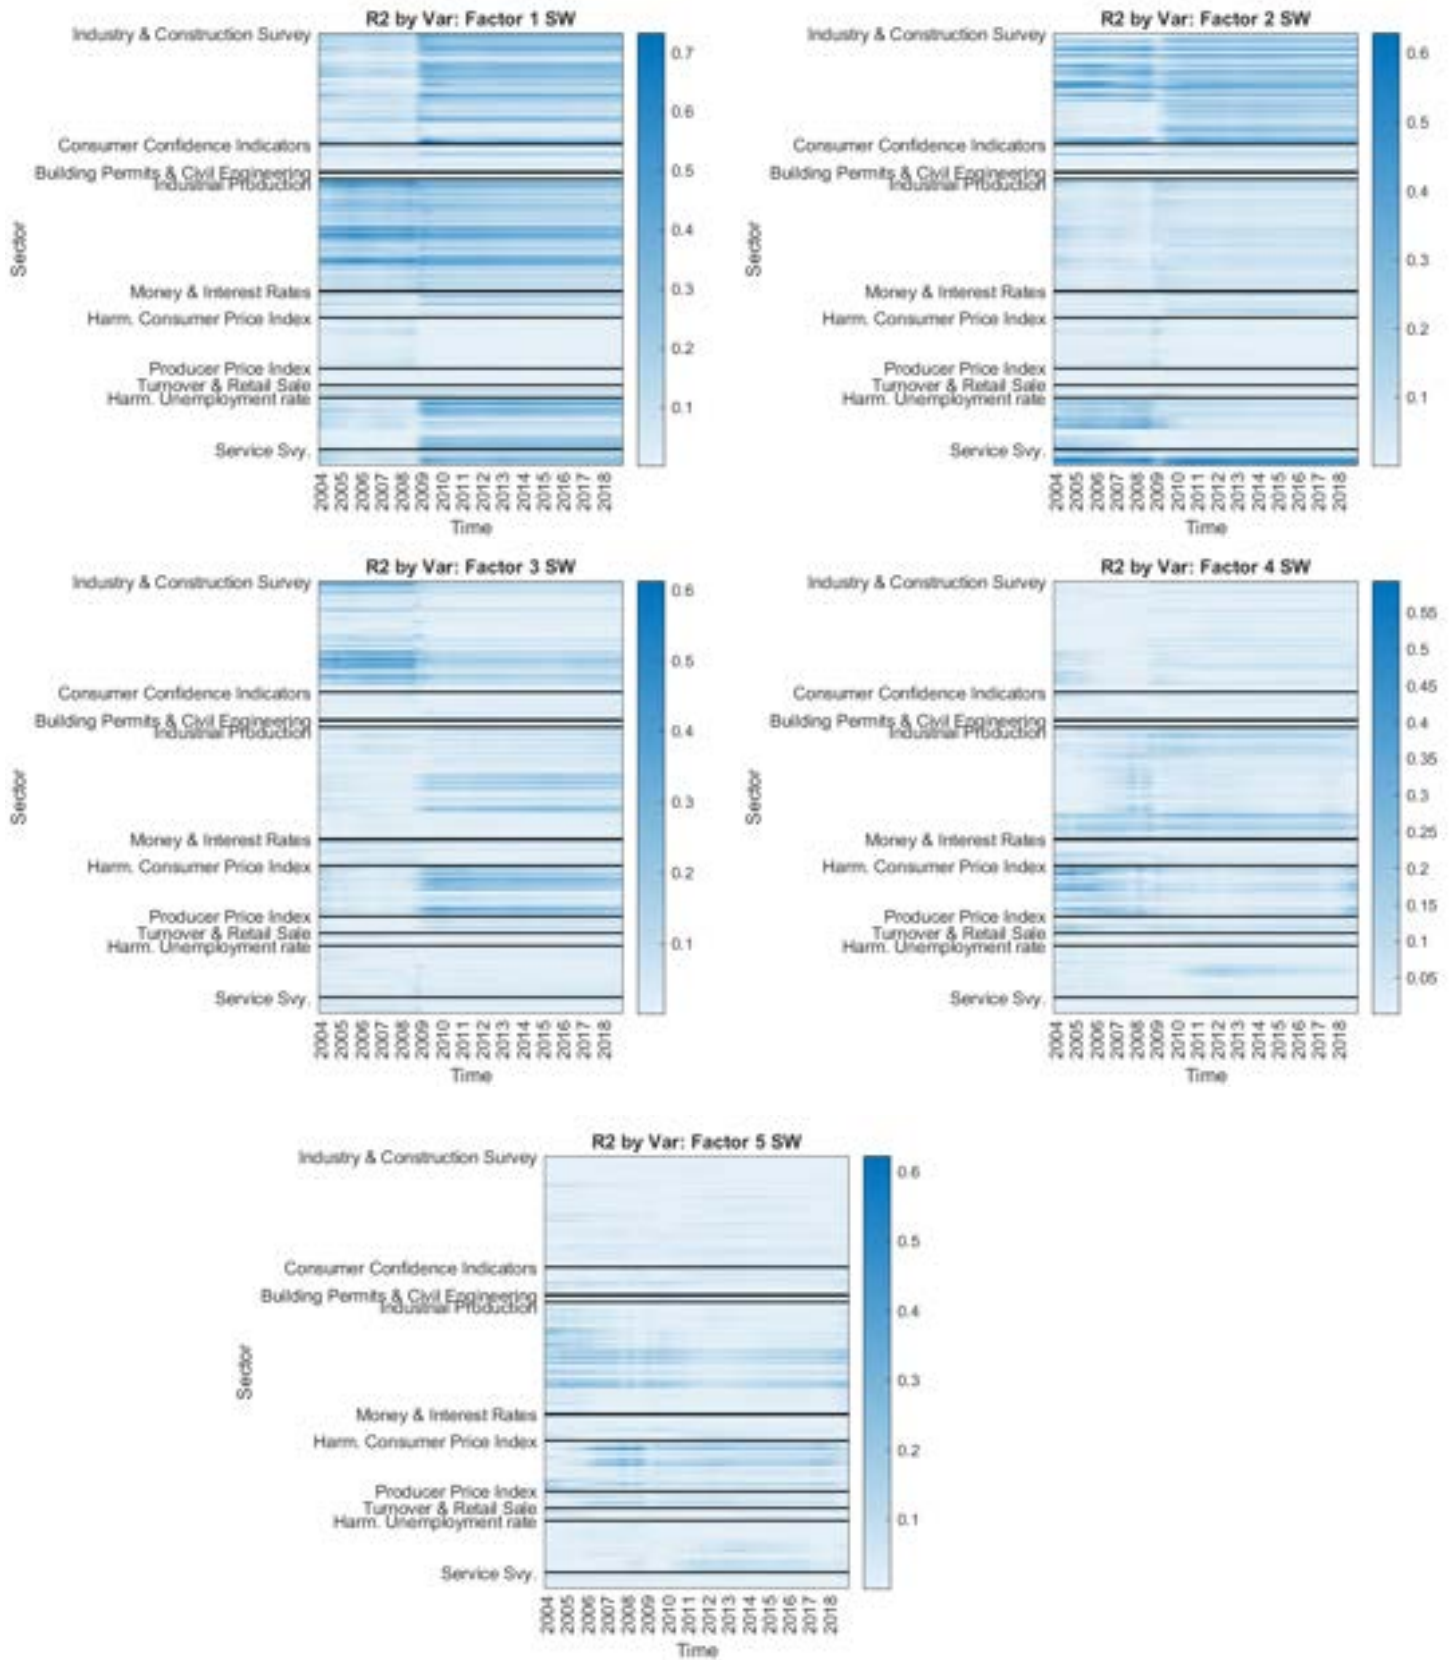 R2 by Var: Factor 1 SW
Industry & Construction Survey
Consumer Confidence Indicators
Building Permits & Civil Engineering
Industrial Production
Money & Interest Rates
Harm. Consumer Price Index
Producer Price Index
Turnover & Retail Sale
Harm. Unemployment rate
Service Svy.
Sector
2004 2005 2006 2007 2008 2009 2010 2011 2012 2013 2014 2015 2016 2017 2018
Time
0.7
0.6
0.5
0.4
0.3
0.2
0.1
R2 by Var: Factor 2 SW
Industry & Construction Survey
Consumer Confidence Indicators
Building Permits & Civil Engineering
Industrial Production
Money & Interest Rates
Harm. Consumer Price Index
Producer Price Index
Turnover & Retail Sale
Harm. Unemployment rate
Service Svy.
Sector
2004 2005 2006 2007 2008 2009 2010 2011 2012 2013 2014 2015 2016 2017 2018
Time
0.6
0.5
0.4
0.3
0.2
0.1
R2 by Var: Factor 3 SW
Industry & Construction Survey
Consumer Confidence Indicators
Building Permits & Civil Engineering
Industrial Production
Money & Interest Rates
Harm. Consumer Price Index
Producer Price Index
Turnover & Retail Sale
Harm. Unemployment rate
Service Svy.
Sector
2004 2005 2006 2007 2008 2009 2010 2011 2012 2013 2014 2015 2016 2017 2018
Time
0.6
0.5
0.4
0.3
0.2
0.1
R2 by Var: Factor 4 SW
Industry & Construction Survey
Consumer Confidence Indicators
Building Permits & Civil Engineering
Industrial Production
Money & Interest Rates
Harm. Consumer Price Index
Producer Price Index
Turnover & Retail Sale
Harm. Unemployment rate
Service Svy.
Sector
2004 2005 2006 2007 2008 2009 2010 2011 2012 2013 2014 2015 2016 2017 2018
Time
0.55
0.5
0.45
0.4
0.35
0.3
0.25
0.2
0.15
0.1
0.05
R2 by Var: Factor 5 SW
Industry & Construction Survey
Consumer Confidence Indicators
Building Permits & Civil Engineering
Industrial Production
Money & Interest Rates
Harm. Consumer Price Index
Producer Price Index
Turnover & Retail Sale
Harm. Unemployment rate
Service Svy.
Sector
2004 2005 2006 2007 2008 2009 2010 2011 2012 2013 2014 2015 2016 2017 2018
Time
0.6
0.5
0.4
0.3
0.2
0.1